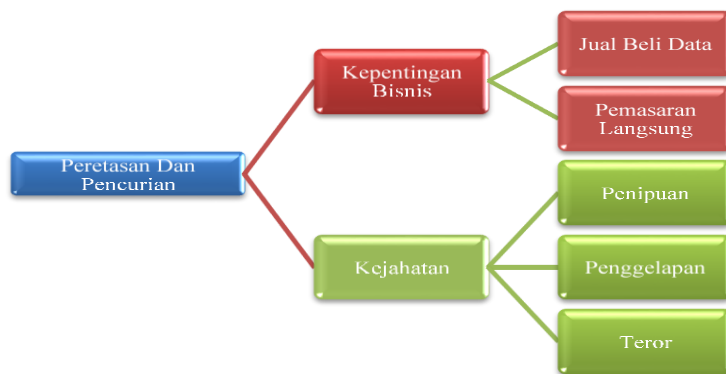 Peretasan Dan
Pencurian
Kepentingan
Bisnis
Jual Beli Data
Pemasaran
Langsung
Kejahatan
Penipuan
Penggelapan
Teror